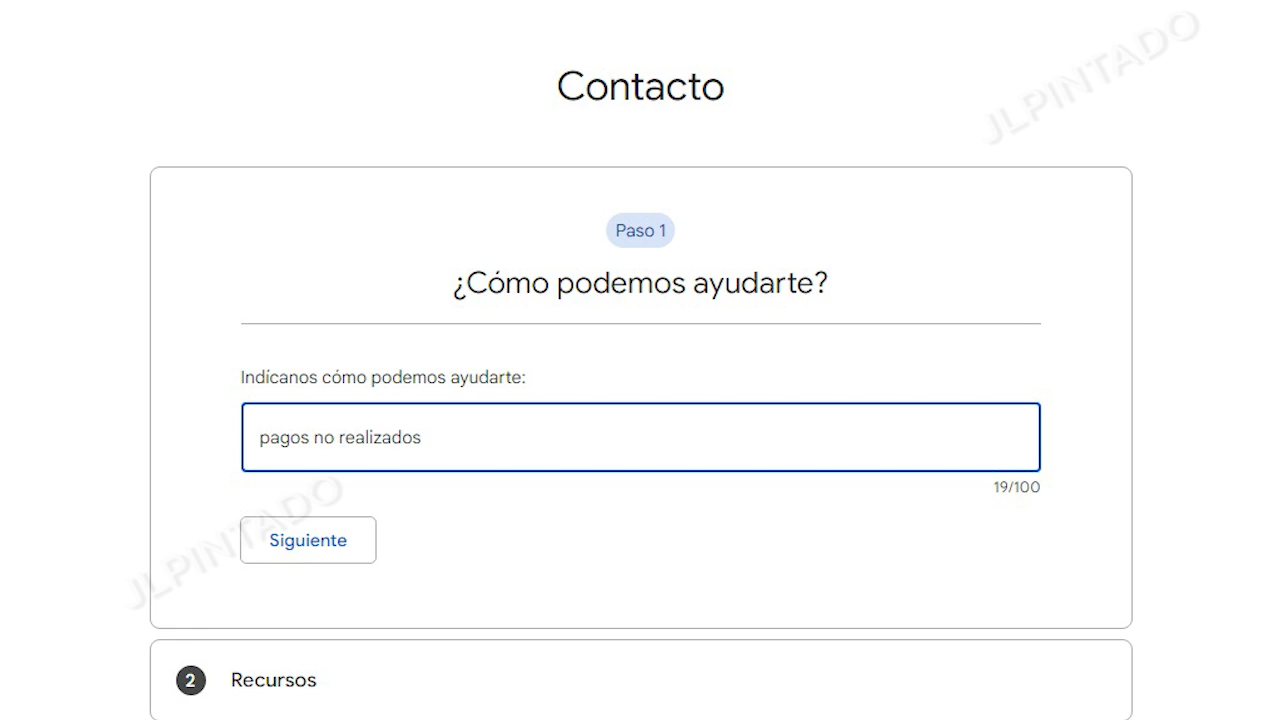 JLPINTADO
Contacto
Paso 1
¿Cómo podemos ayudarte?
Indícanos cómo podemos ayudarte:
pagos no realizados
19/100
JLPINTADO
Siguiente
2 Recursos